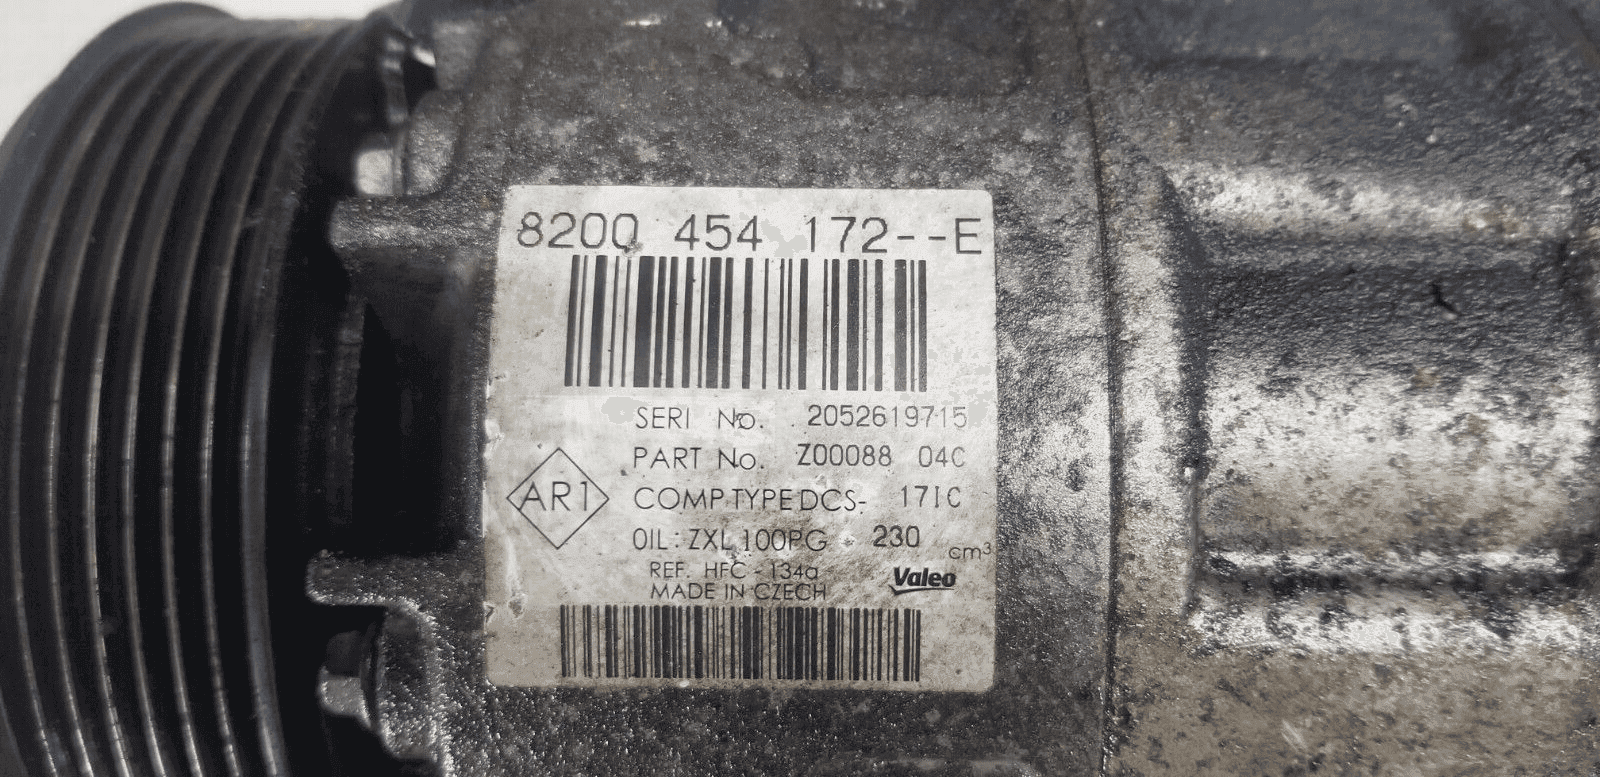 8200 454 172--E
SERI No. 2052619715
PART No. Z00088 04C
AR1
COMP.TYPE DCS- 17IC
OIL: ZXL 100PG 230 cm³
REF. HFC - 134a
MADE IN CZECH
Valeo